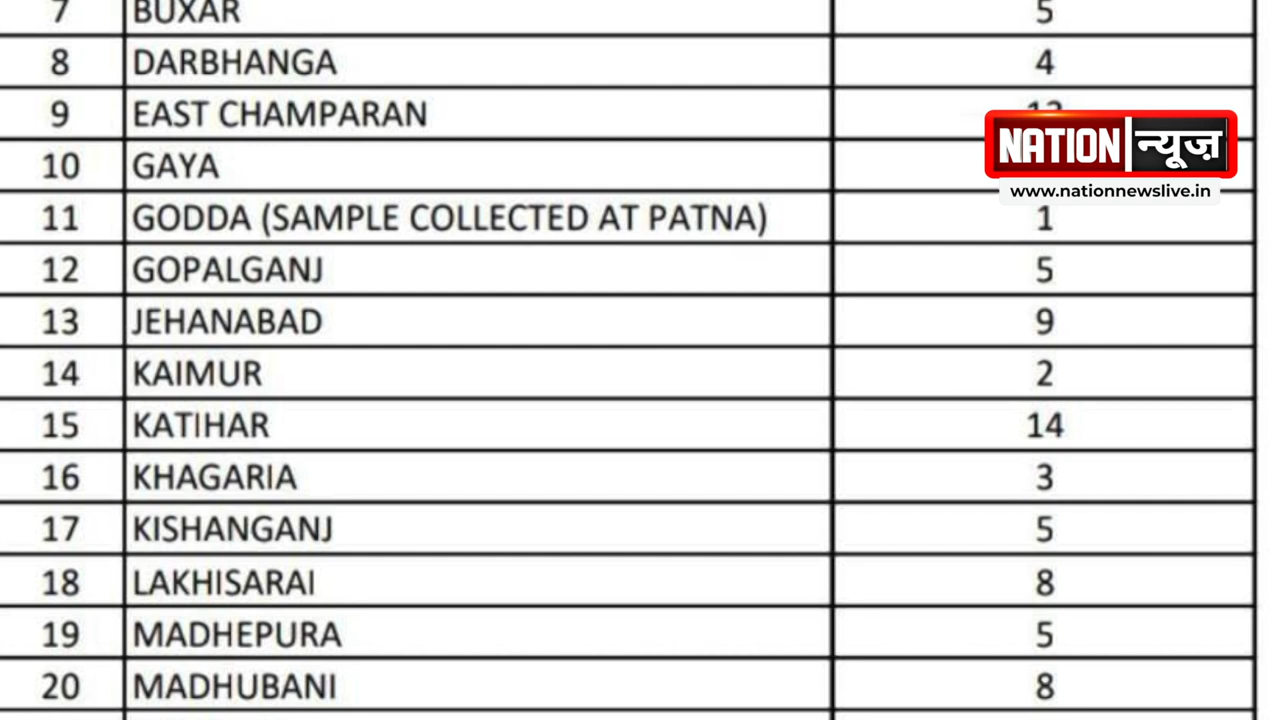 7 BUXAR 5
8 DARBHANGA 4
9 EAST CHAMPARAN
10 GAYA
11 GODDA (SAMPLE COLLECTED AT PATNA) 1
12 GOPALGANJ 5
13 JEHANABAD 9
14 KAIMUR 2
15 KATIHAR 14
16 KHAGARIA 3
17 KISHANGANJ 5
18 LAKHISARAI 8
19 MADHEPURA 5
20 MADHUBANI 8
NATION न्यूज़
www.nationnewslive.in